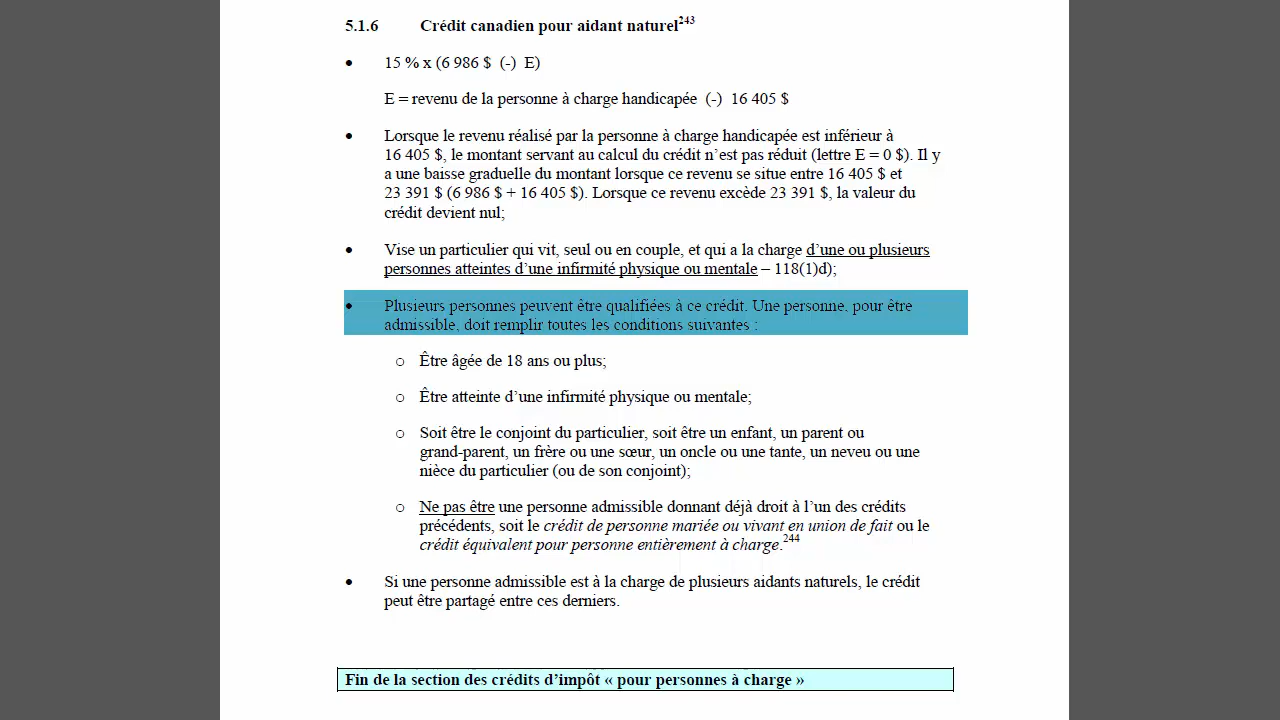 5.1.6 Crédit canadien pour aidant naturel243
• 15 % x (6 986 $ (-) E)
E = revenu de la personne à charge handicapée (-) 16 405 $
• Lorsque le revenu réalisé par la personne à charge handicapée est inférieur à
16 405 $, le montant servant au calcul du crédit n’est pas réduit (lettre E = 0 $). Il y
a une baisse graduelle du montant lorsque ce revenu se situe entre 16 405 $ et
23 391 $ (6 986 $ + 16 405 $). Lorsque ce revenu excède 23 391 $, la valeur du
crédit devient nul;
• Vise un particulier qui vit, seul ou en couple, et qui a la charge d’une ou plusieurs
personnes atteintes d’une infirmité physique ou mentale – 118(1)d);
• Plusieurs personnes peuvent être qualifiées à ce crédit. Une personne, pour être
admissible, doit remplir toutes les conditions suivantes :
o Être âgée de 18 ans ou plus;
o Être atteinte d’une infirmité physique ou mentale;
o Soit être le conjoint du particulier, soit être un enfant, un parent ou
grand-parent, un frère ou une sœur, un oncle ou une tante, un neveu ou une
nièce du particulier (ou de son conjoint);
o Ne pas être une personne admissible donnant déjà droit à l’un des crédits
précédents, soit le crédit de personne mariée ou vivant en union de fait ou le
crédit équivalent pour personne entièrement à charge.244
• Si une personne admissible est à la charge de plusieurs aidants naturels, le crédit
peut être partagé entre ces derniers.
Fin de la section des crédits d’impôt « pour personnes à charge »